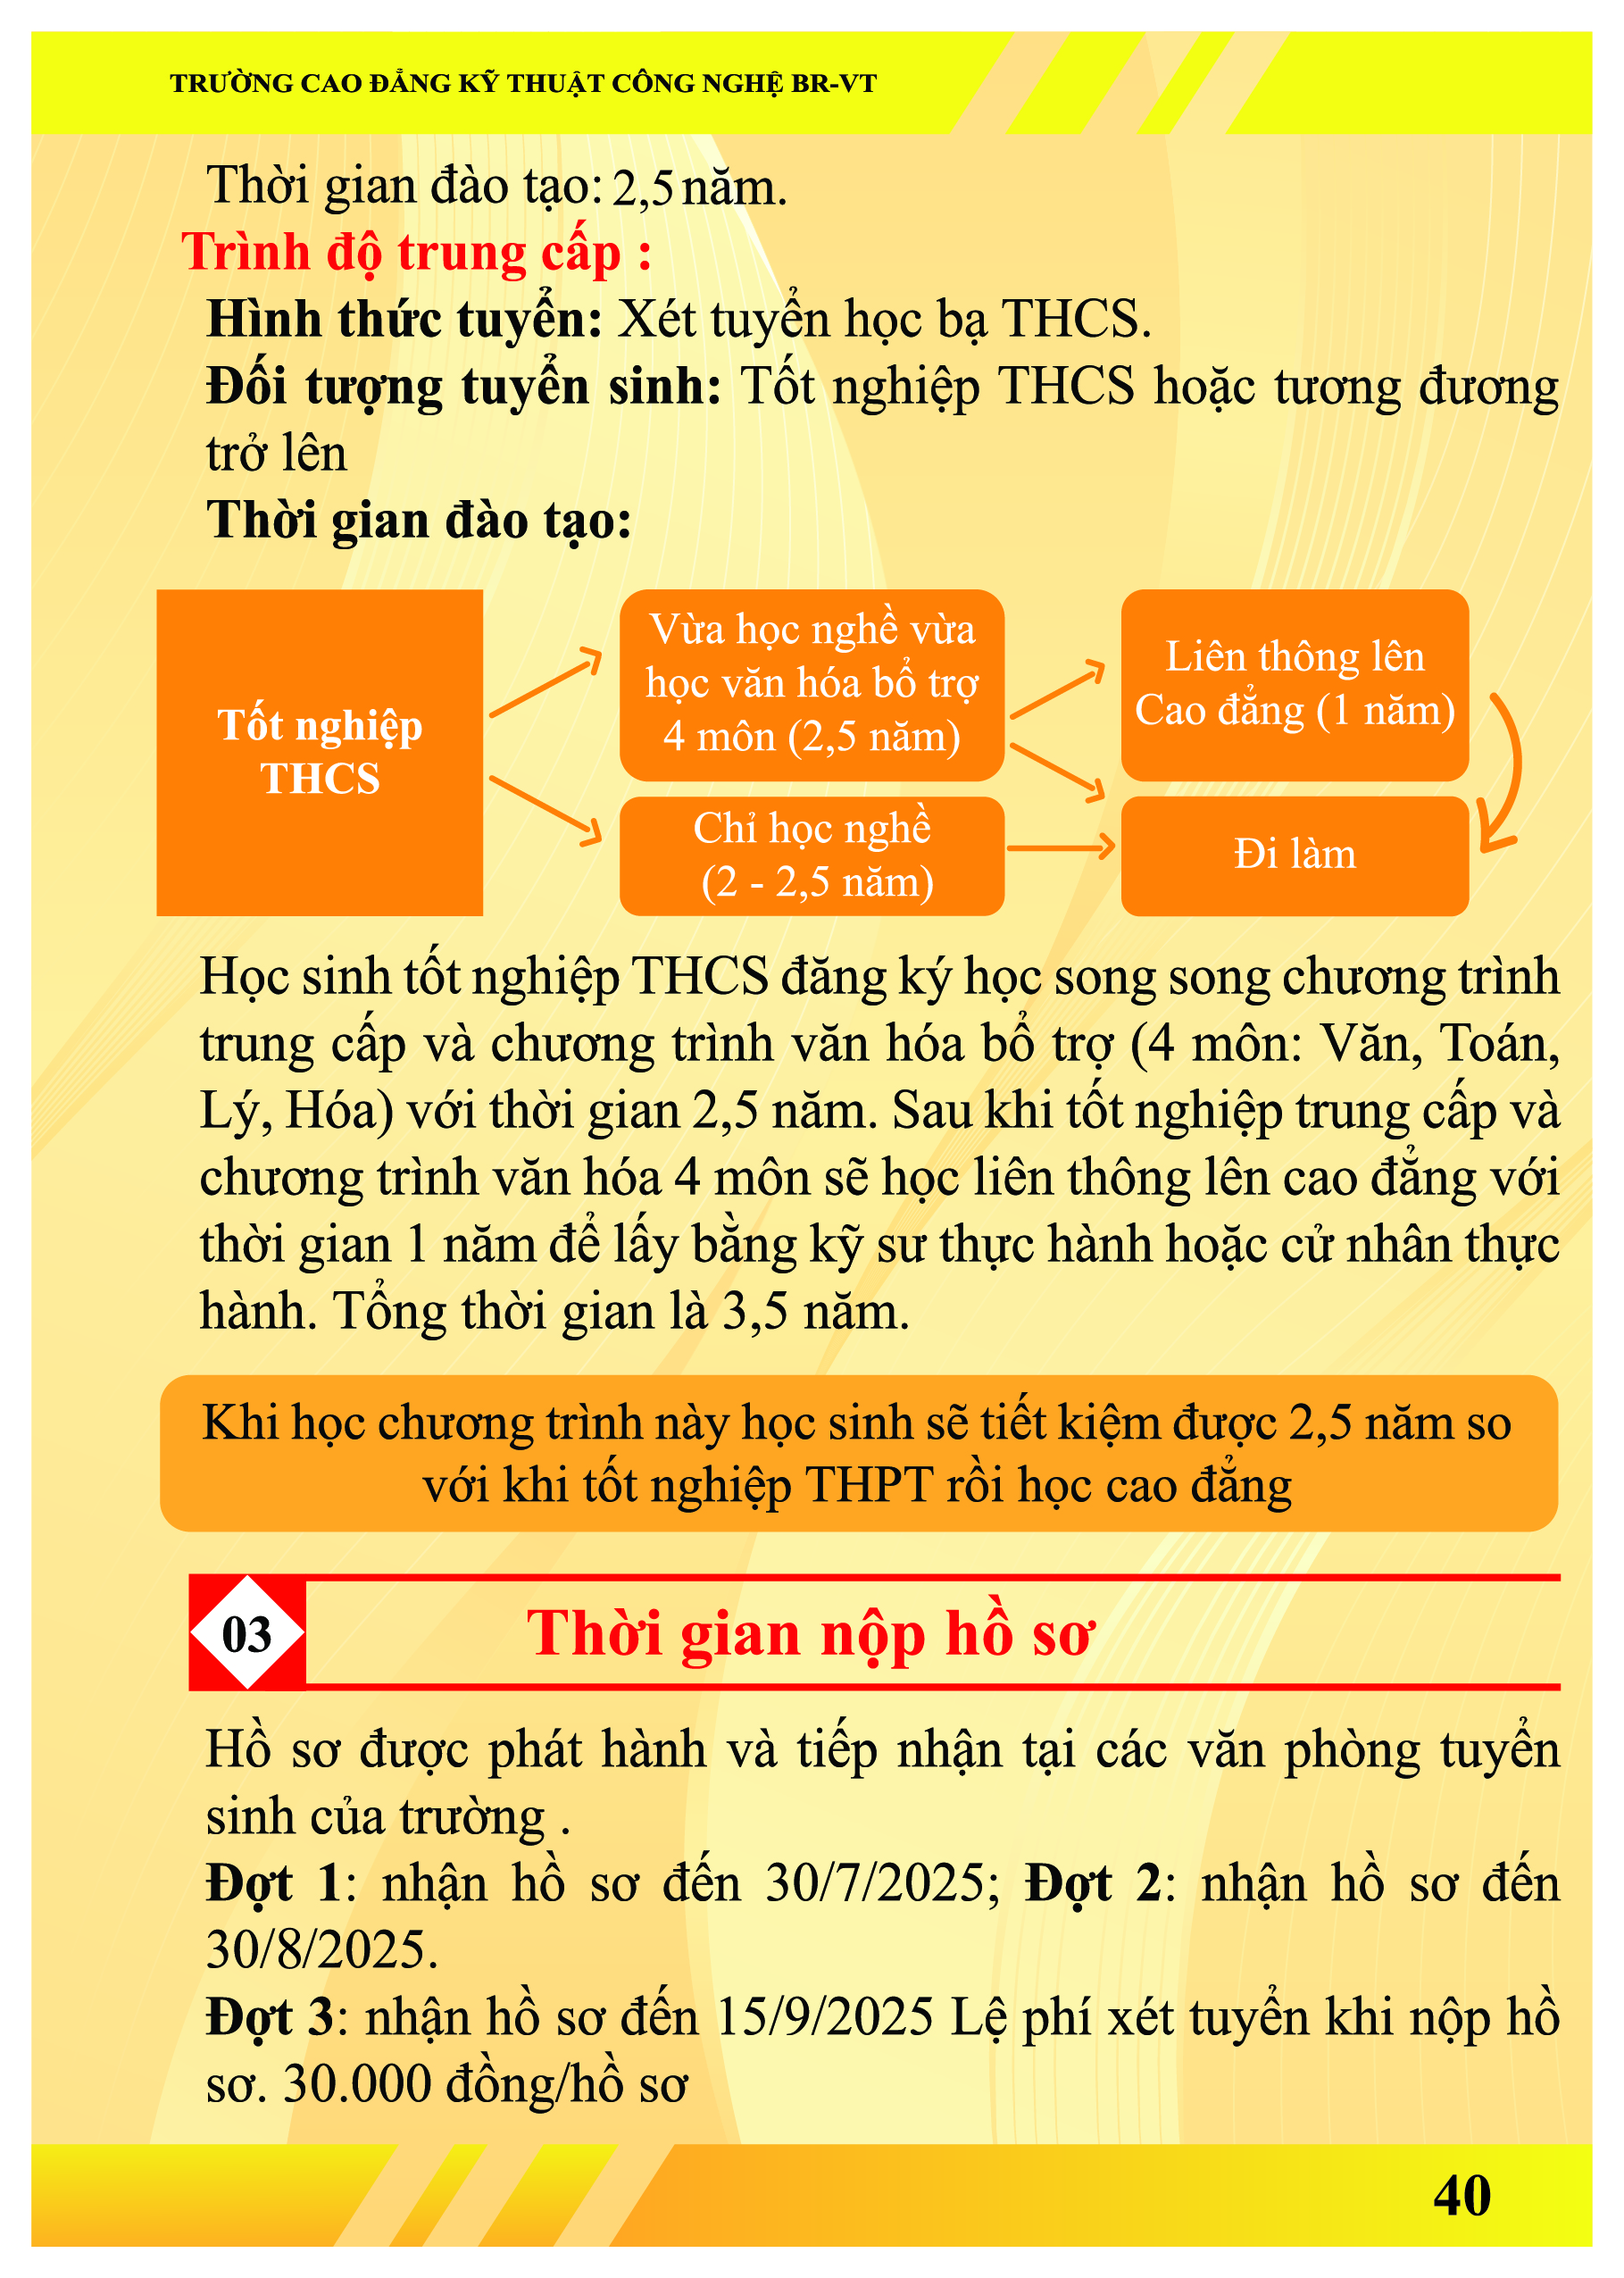 TRƯỜNG CAO ĐẲNG KỸ THUẬT CÔNG NGHỆ BR-VT
Thời gian đào tạo: 2,5 năm.
Trình độ trung cấp :
Hình thức tuyển: Xét tuyển học bạ THCS.
Đối tượng tuyển sinh: Tốt nghiệp THCS hoặc tương đương
trở lên
Thời gian đào tạo:
Tốt nghiệp
THCS
Vừa học nghề vừa
học văn hóa bổ trợ
4 môn (2,5 năm)
Chỉ học nghề
(2 - 2,5 năm)
Liên thông lên
Cao đẳng (1 năm)
Đi làm
Học sinh tốt nghiệp THCS đăng ký học song song chương trình
trung cấp và chương trình văn hóa bổ trợ (4 môn: Văn, Toán,
Lý, Hóa) với thời gian 2,5 năm. Sau khi tốt nghiệp trung cấp và
chương trình văn hóa 4 môn sẽ học liên thông lên cao đẳng với
thời gian 1 năm để lấy bằng kỹ sư thực hành hoặc cử nhân thực
hành. Tổng thời gian là 3,5 năm.
Khi học chương trình này học sinh sẽ tiết kiệm được 2,5 năm so
với khi tốt nghiệp THPT rồi học cao đẳng
03
Thời gian nộp hồ sơ
Hồ sơ được phát hành và tiếp nhận tại các văn phòng tuyển
sinh của trường .
Đợt 1: nhận hồ sơ đến 30/7/2025; Đợt 2: nhận hồ sơ đến
30/8/2025.
Đợt 3: nhận hồ sơ đến 15/9/2025 Lệ phí xét tuyển khi nộp hồ
sơ. 30.000 đồng/hồ sơ
40